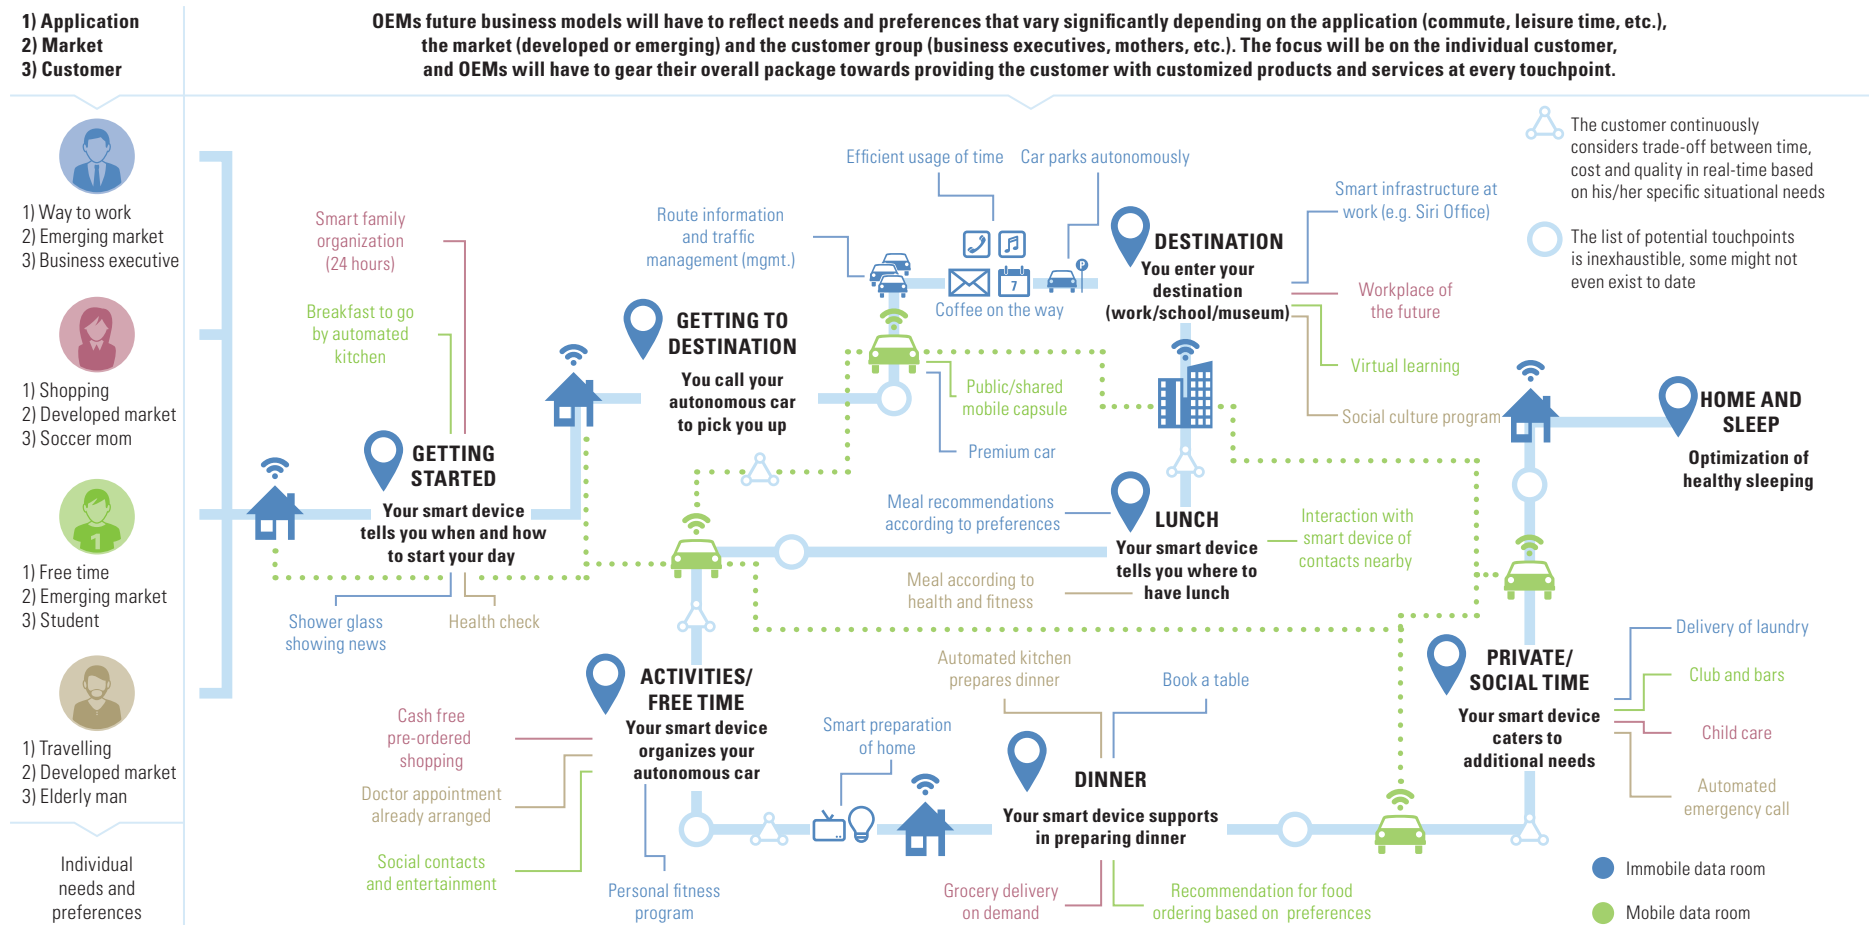 1) Application
2) Market
3) Customer
OEMs future business models will have to reflect needs and preferences that vary significantly depending on the application (commute, leisure time, etc.),
the market (developed or emerging) and the customer group (business executives, mothers, etc.). The focus will be on the individual customer,
and OEMs will have to gear their overall package towards providing the customer with customized products and services at every touchpoint.
1) Way to work
2) Emerging market
3) Business executive
1) Shopping
2) Developed market
3) Soccer mom
1
1) Free time
2) Emerging market
3) Student
1) Travelling
2) Developed market
3) Elderly man
Individual
needs and
preferences
Smart family
organization
(24 hours)
Breakfast to go
by automated
kitchen
GETTING
STARTED
Your smart device
tells you when and how
to start your day
Shower glass
showing news
Health check
GETTING TO
DESTINATION
You call your
autonomous car
to pick you up
Route information
and traffic
management (mgmt.)
Efficient usage of time
Car parks autonomously
7
P
Coffee on the way
Public/shared
mobile capsule
Premium car
DESTINATION
You enter your
destination
(work/school/museum)
Smart infrastructure at
work (e.g. Siri Office)
Workplace of
the future
Virtual learning
Social culture program
The customer continuously
considers trade-off between time,
cost and quality in real-time based
on his/her specific situational needs
The list of potential touchpoints
is inexhaustible, some might not
even exist to date
Meal recommendations
according to preferences
LUNCH
Your smart device
tells you where to
have lunch
Interaction with
smart device of
contacts nearby
Meal according to
health and fitness
HOME AND
SLEEP
Optimization of
healthy sleeping
ACTIVITIES/
FREE TIME
Your smart device
organizes your
autonomous car
Cash free
pre-ordered
shopping
Doctor appointment
already arranged
Social contacts
and entertainment
Personal fitness
program
Smart preparation
of home
Automated kitchen
prepares dinner
Book a table
DINNER
Your smart device supports
in preparing dinner
Grocery delivery
on demand
Recommendation for food
ordering based on preferences
PRIVATE/
SOCIAL TIME
Your smart device
caters to
additional needs
Delivery of laundry
Club and bars
Child care
Automated
emergency call
Immobile data room
Mobile data room